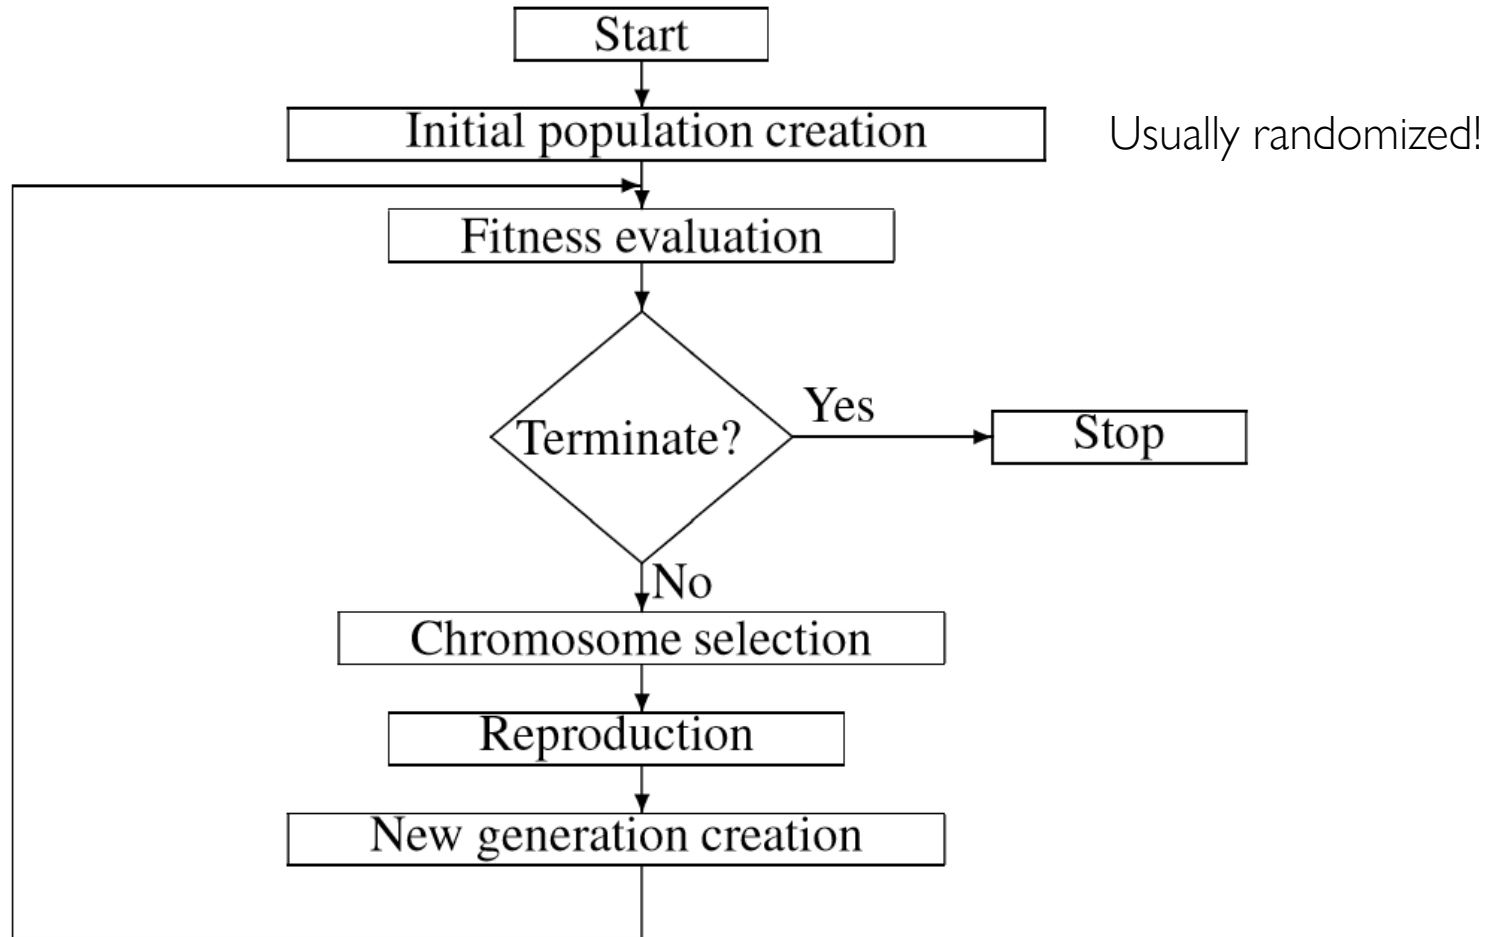 Start
Initial population creation
Usually randomized!
Fitness evaluation
Terminate?
Yes
Stop
No
Chromosome selection
Reproduction
New generation creation